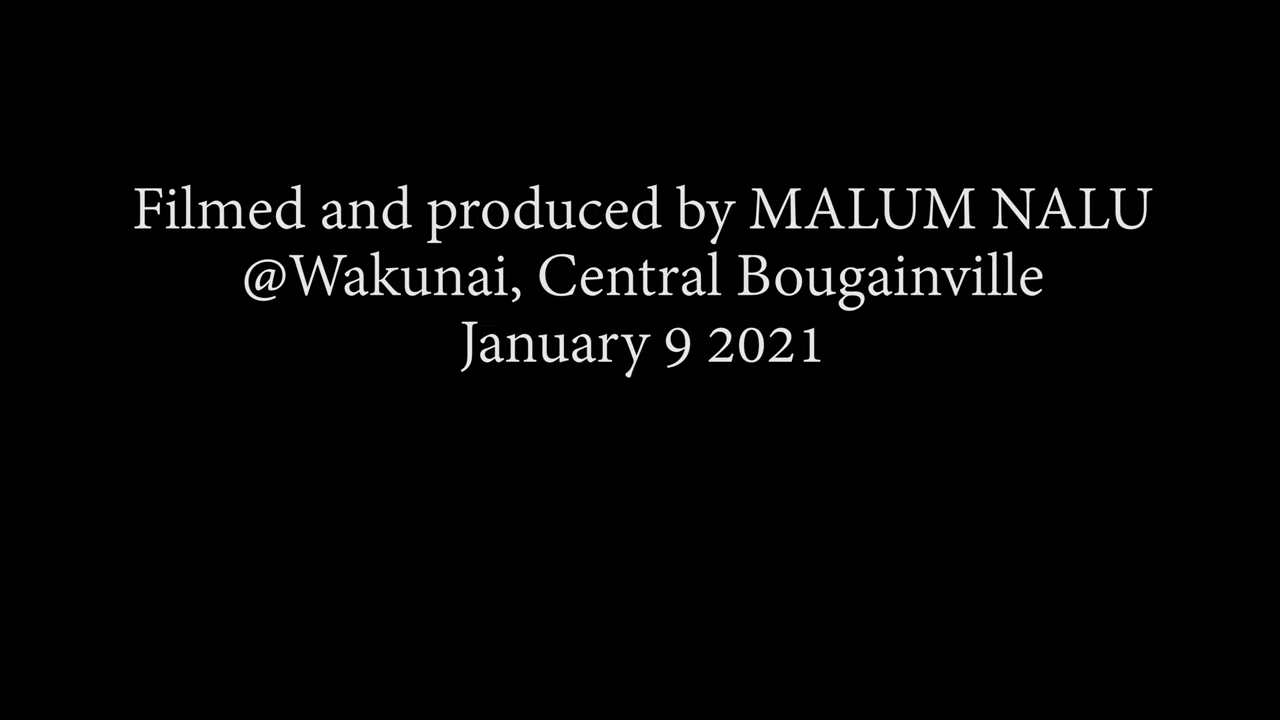 Filmed and produced by MALUM NALU
@Wakunai, Central Bougainville
January 9 2021